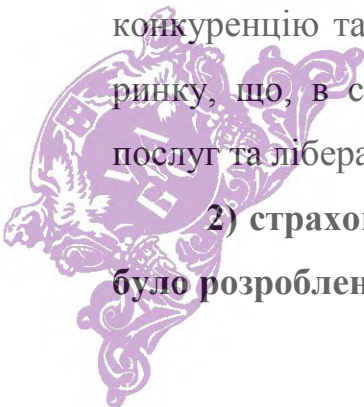 конкуренцію та
ринку, що, в с
послуг та лібера
2) страхо
було розроблен